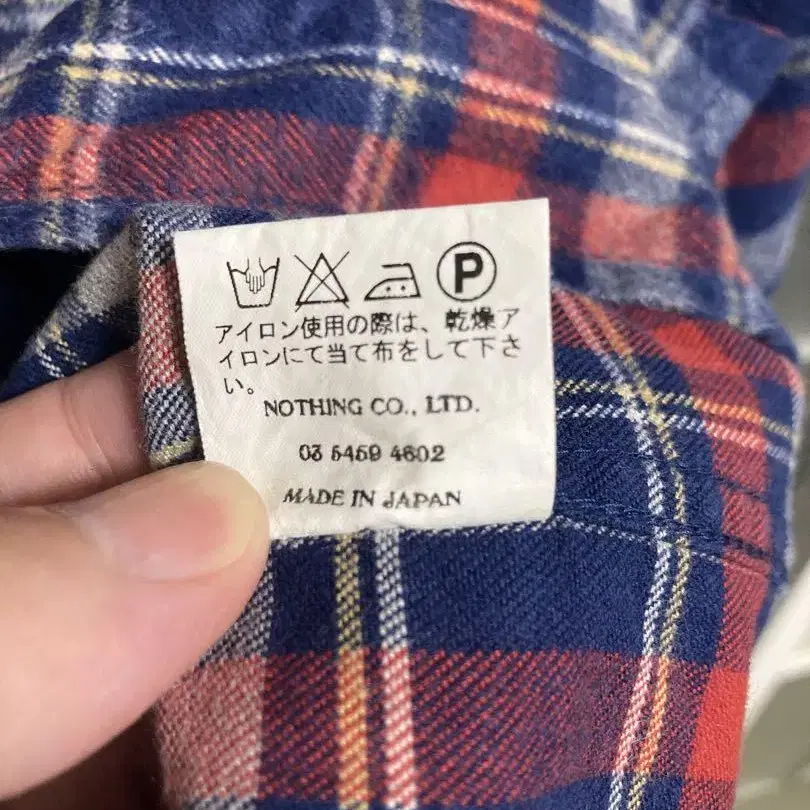 P
アイロン使用の際は、乾燥ア
イロンにて当て布をして下さ
い。
NOTHING CO., LTD.
03 5459 4602
MADE IN JAPAN